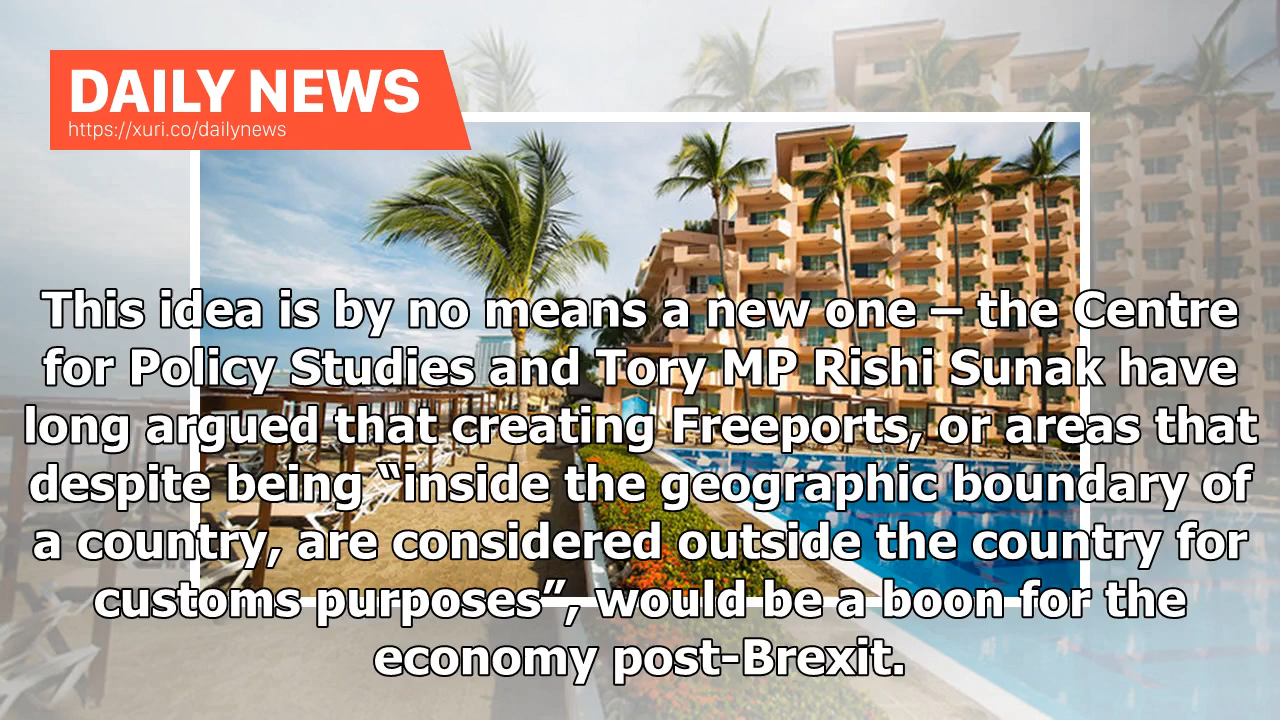 DAILY NEWS
https://xuri.co/dailynews
This idea is by no means a new one – the Centre
for Policy Studies and Tory MP Rishi Sunak have
long argued that creating Freeports, or areas that
despite being “inside the geographic boundary of
a country, are considered outside the country for
customs purposes”, would be a boon for the
economy post-Brexit.